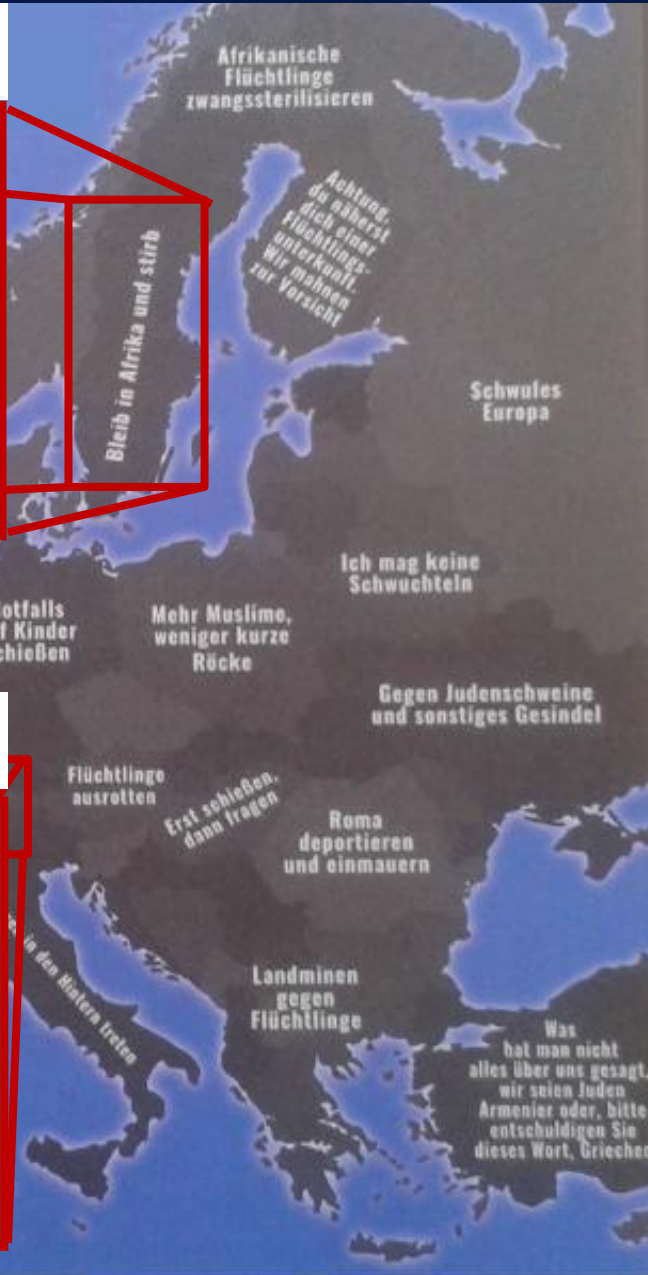 Afrikanische
Flüchtlinge
zwangssterilisieren
Achtung,
du näherst
dich einer
Flüchtlings-
unterkunft.
Wir mahnen
zur Vorsicht
Bleib in Afrika und stirb
Schwules
Europa
Ich mag keine
Schwuchteln
otfalls
f Kinder
chießen
Mehr Muslime,
weniger kurze
Röcke
Gegen Judenschweine
und sonstiges Gesindel
Flüchtlinge
ausrotten
Erst schießen,
dann fragen
Roma
deportieren
und einmauern
in den Hintern treten
Landminen
gegen
Flüchtlinge
Was
hat man nicht
alles über uns gesagt,
wir seien Juden
Armenier oder, bitte
entschuldigen Sie
dieses Wort, Griechen